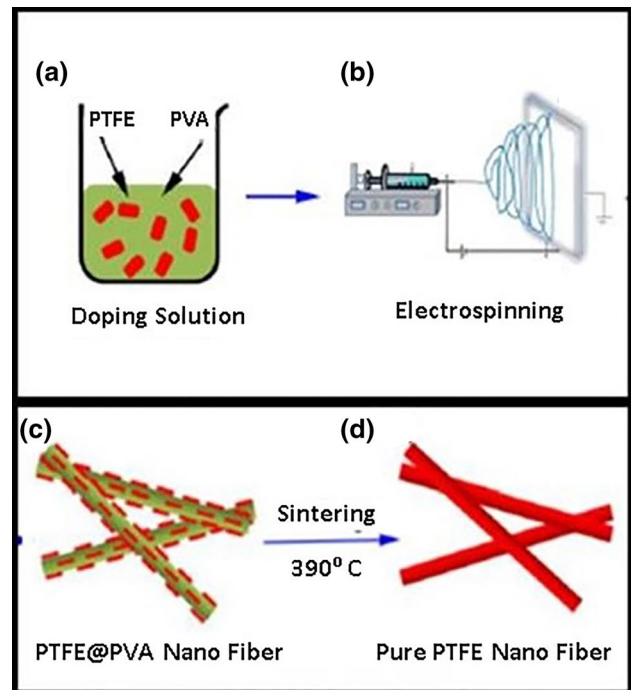 (a)
(b)
PTFE PVA
Doping Solution
Electrospinning
(c)
(d)
Sintering
390⁰ C
PTFE@PVA Nano Fiber
Pure PTFE Nano Fiber